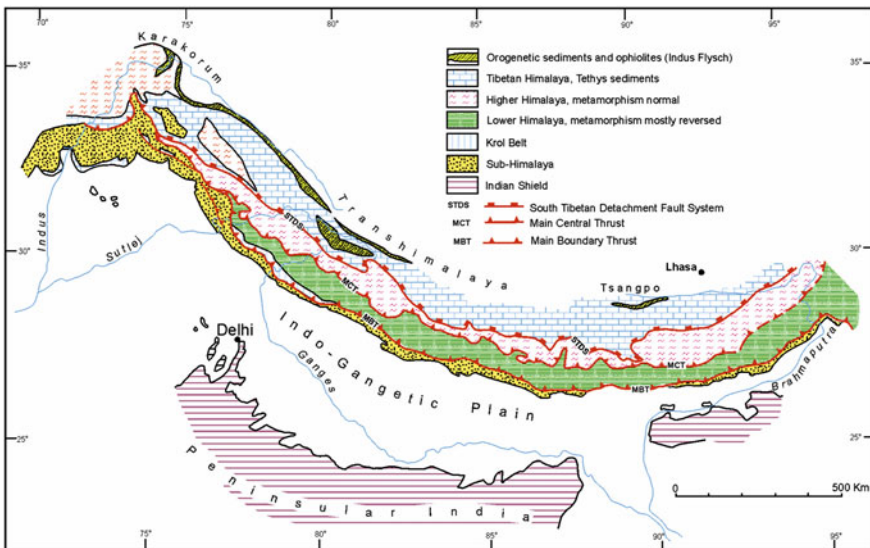 70°
75°
80°
85°
90°
95°
35°
35°
30°
30°
25°
25°
75°
80°
85°
90°
95°
Karakorum
Transhimalaya
Indus
Sutlej
Delhi
Ganges
Indo-Gangetic Plain
Peninsular India
Lhasa
Tsangpo
Brahmaputra
STDS
MCT
MBT
STDS
MCT
MBT
Orogenetic sediments and ophiolites (Indus Flysch)
Tibetan Himalaya, Tethys sediments
Higher Himalaya, metamorphism normal
Lower Himalaya, metamorphism mostly reversed
Krol Belt
Sub-Himalaya
Indian Shield
STDS South Tibetan Detachment Fault System
MCT Main Central Thrust
MBT Main Boundary Thrust
0 500 Km